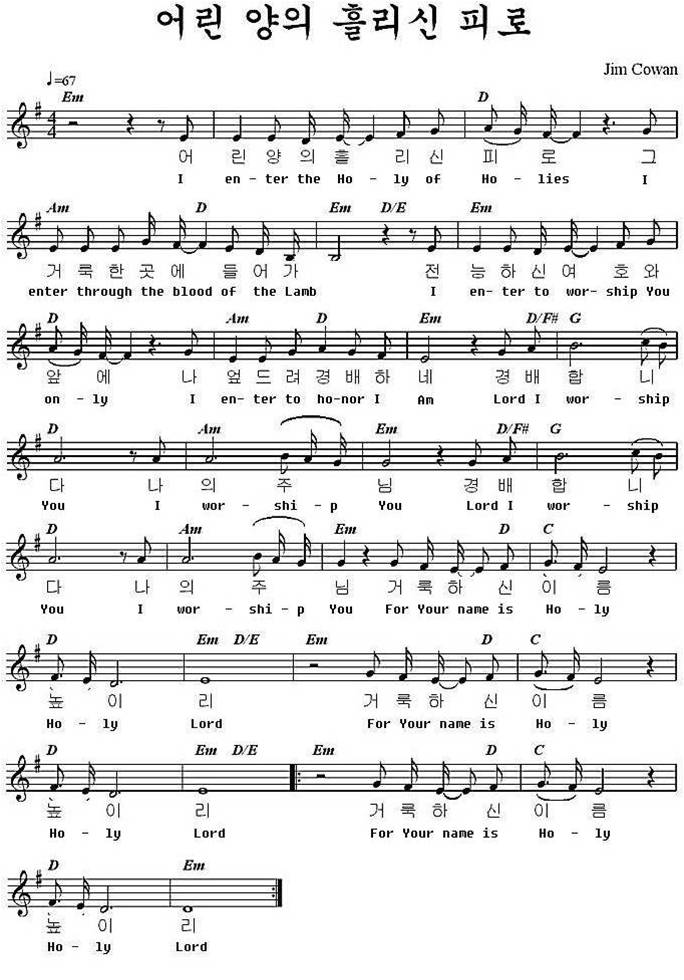 어린 양의 흘리신 피로
Jim Cowan
♩=67
Em D
4
4
어 린 양 의 흘 리 신 피 로 그
I en - ter the Ho - ly of Ho - lies I
Am D Em D/E Em
거 룩 한 곳 에 들 어 가 전 능 하 신 여 호 와
enter through the blood of the Lamb I en- ter to wor- ship You
D Am D Em D/F# G
앞 에 나 엎 드 려 경 배 하 네 경 배 합 니
on- ly I en- ter to ho-nor I Am Lord I wor - ship
D Am Em D/F# G
다 나 의 주 님 경 배 합 니
You I wor- shi - p You Lord I wor - ship
D Am Em D C
다 나 의 주 님 거 룩 하 신 이 름
You I wor - shi - p You For Your name is Ho - ly
D Em D/E Em D C
높 이 리 거 룩 하 신 이 름
Ho - ly Lord For Your name is Ho - ly
D Em D/E Em D C
높 이 리 거 룩 하 신 이 름
Ho - ly Lord For Your name is Ho - ly
D Em
높 이 리
Ho - ly Lord